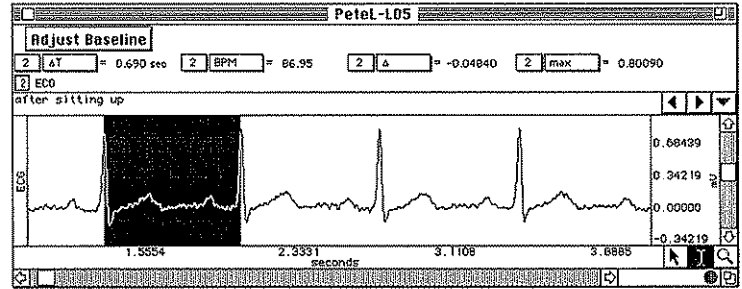 PeteL-L05
Adjust Baseline
2 ΔT = 0.690 sec 2 BPM = 86.95 2 Δ = -0.04840 2 max = 0.80090
2 ECG
after sitting up
ECG
0.68439
0.34219
0.00000
-0.34219
mV
1.5554 2.3331 3.1108 3.8885
seconds